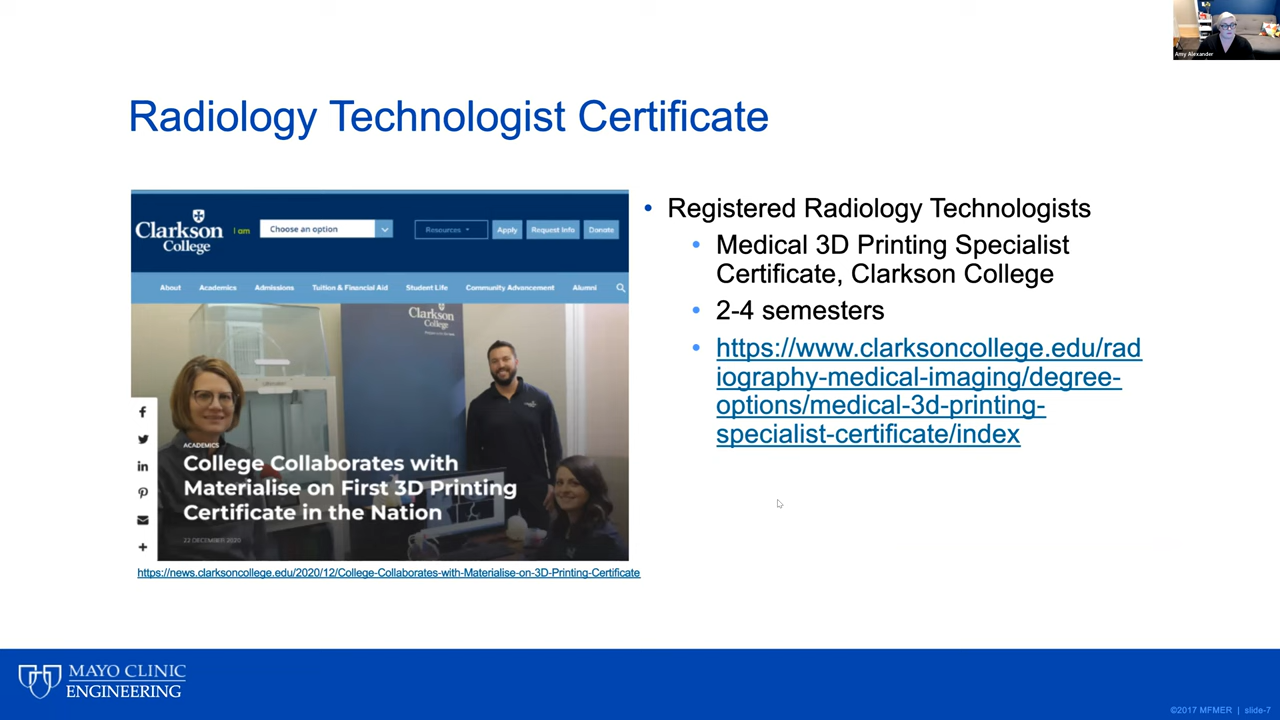 Amy Alexander
Radiology Technologist Certificate
Clarkson
College
I am
Choose an option
Resources
Apply
Request Info
Donate
About
Academics
Admissions
Tuition & Financial Aid
Student Life
Community Advancement
Alumni
Clarkson
College
ACADEMICS
College Collaborates with
Materialise on First 3D Printing
Certificate in the Nation
22 DECEMBER 2020
https://news.clarksoncollege.edu/2020/12/College-Collaborates-with-Materialise-on-3D-Printing-Certificate
• Registered Radiology Technologists
• Medical 3D Printing Specialist
Certificate, Clarkson College
• 2-4 semesters
• https://www.clarksoncollege.edu/rad
iography-medical-imaging/degree-
options/medical-3d-printing-
specialist-certificate/index
MAYO CLINIC
ENGINEERING
©2017 MFMER | slide-7